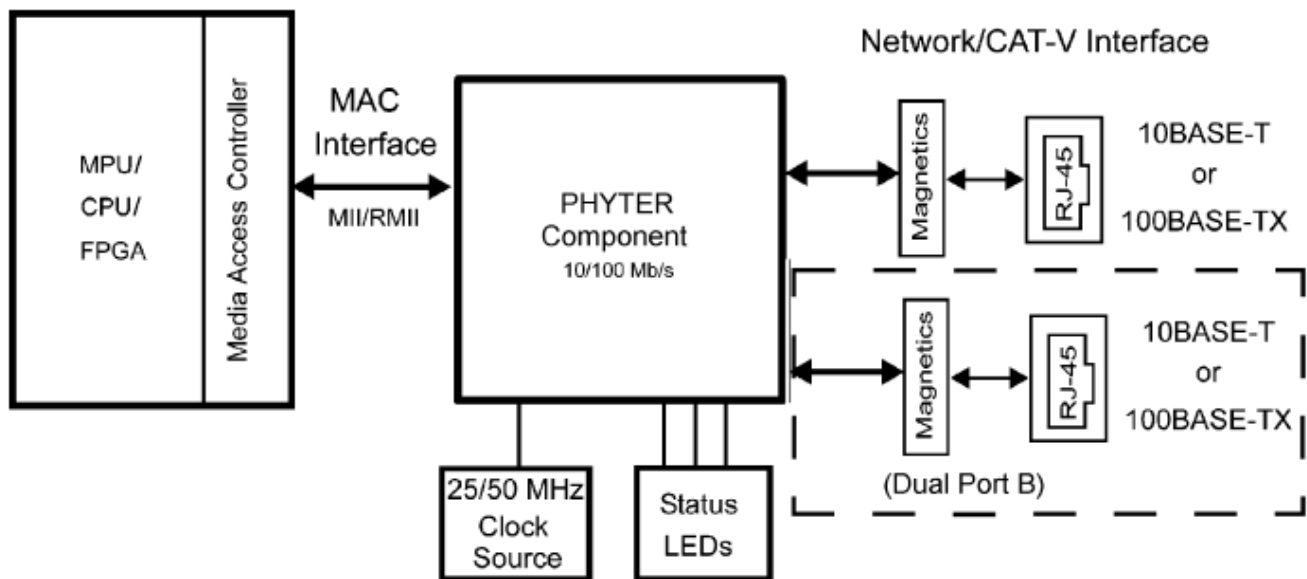 MPU/
CPU/
FPGA
Media Access Controller
MAC
Interface
MII/RMII
PHYTER
Component
10/100 Mb/s
25/50 MHz
Clock
Source
Status
LEDs
Network/CAT-V Interface
Magnetics
RJ-45
10BASE-T
or
100BASE-TX
Magnetics
RJ-45
10BASE-T
or
100BASE-TX
(Dual Port B)